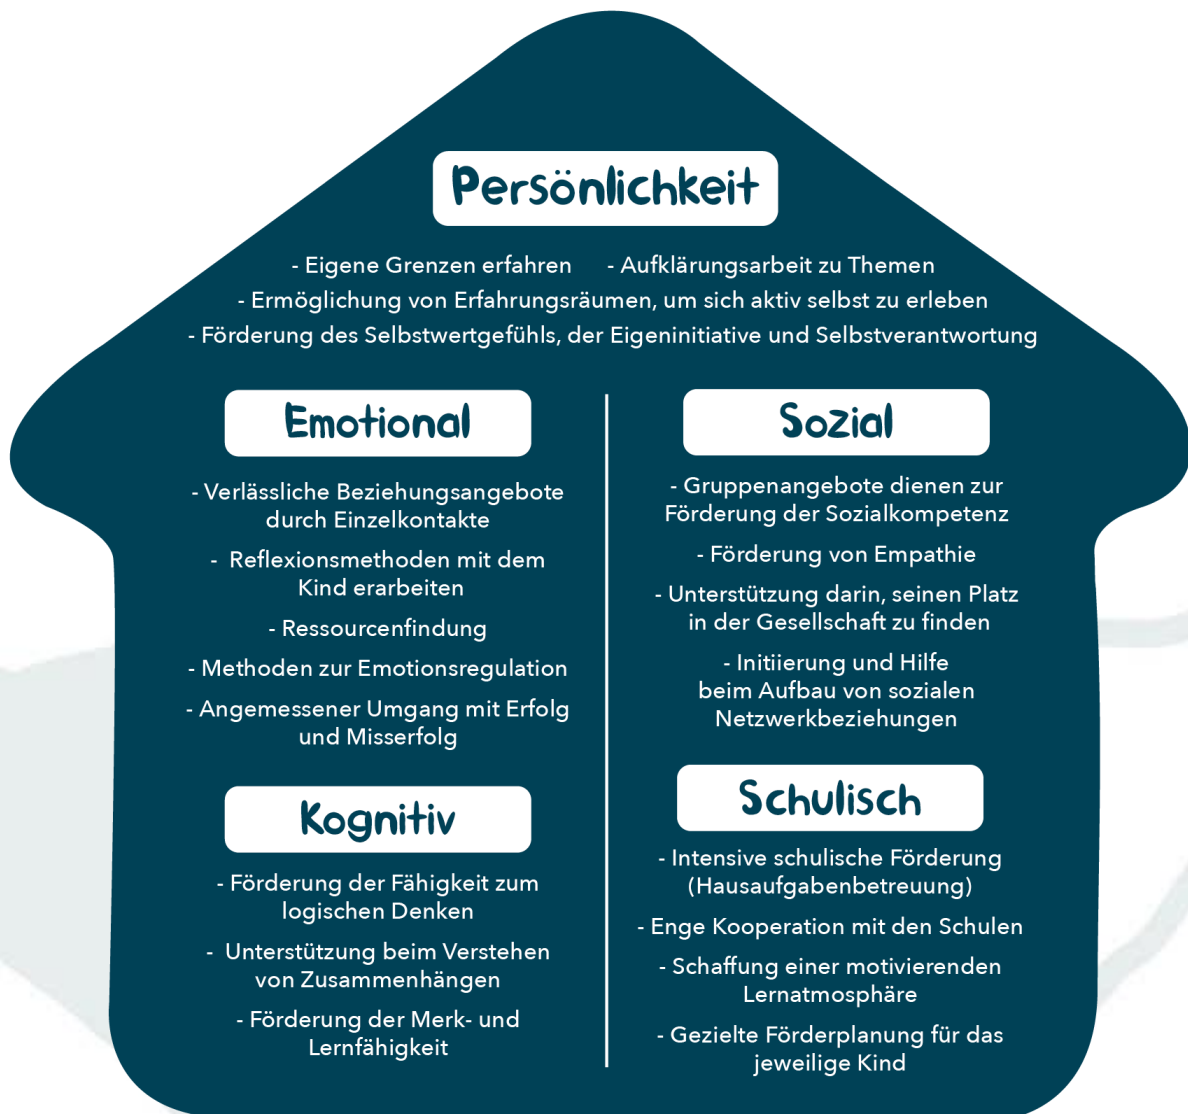 Persönlichkeit
- Eigene Grenzen erfahren - Aufklärungsarbeit zu Themen
- Ermöglichung von Erfahrungsräumen, um sich aktiv selbst zu erleben
- Förderung des Selbstwertgefühls, der Eigeninitiative und Selbstverantwortung
Emotional
- Verlässliche Beziehungsangebote
durch Einzelkontakte
- Reflexionsmethoden mit dem
Kind erarbeiten
- Ressourcenfindung
- Methoden zur Emotionsregulation
- Angemessener Umgang mit Erfolg
und Misserfolg
Kognitiv
- Förderung der Fähigkeit zum
logischen Denken
- Unterstützung beim Verstehen
von Zusammenhängen
- Förderung der Merk- und
Lernfähigkeit
Sozial
- Gruppenangebote dienen zur
Förderung der Sozialkompetenz
- Förderung von Empathie
- Unterstützung darin, seinen Platz
in der Gesellschaft zu finden
- Initiierung und Hilfe
beim Aufbau von sozialen
Netzwerkbeziehungen
Schulisch
- Intensive schulische Förderung
(Hausaufgabenbetreuung)
- Enge Kooperation mit den Schulen
- Schaffung einer motivierenden
Lernatmosphäre
- Gezielte Förderplanung für das
jeweilige Kind